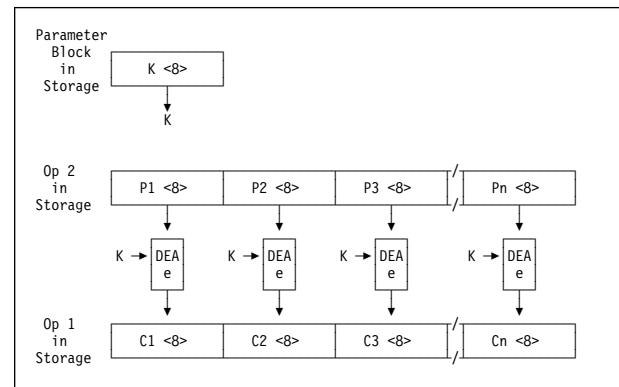 Parameter
Block
in
Storage
K <8>
K
Op 2
in
Storage
P1 <8> P2 <8> P3 <8> / Pn <8>
/
K DEA e K DEA e K DEA e K DEA e
Op 1
in
Storage
C1 <8> C2 <8> C3 <8> / Cn <8>
/